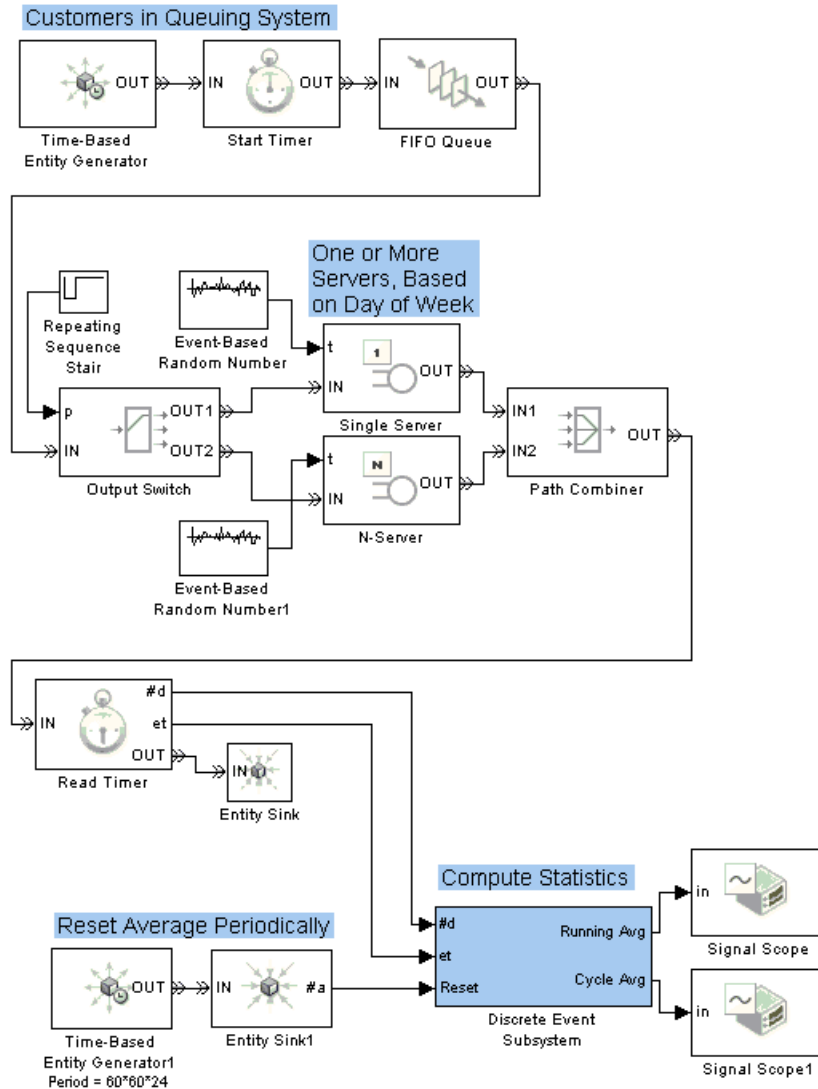 Customers in Queuing System
OUT
IN
OUT
IN
OUT
Time-Based
Entity Generator
Start Timer
FIFO Queue
One or More
Servers, Based
on Day of Week
Repeating
Sequence
Stair
Event-Based
Random Number
t
1
OUT
IN
Single Server
p
OUT1
IN
OUT2
Output Switch
t
N
OUT
IN
N-Server
IN1
IN2
OUT
Path Combiner
Event-Based
Random Number1
#d
IN
et
OUT
Read Timer
IN
Entity Sink
Compute Statistics
in
Signal Scope
#d
Running Avg
et
Cycle Avg
Reset
Discrete Event
Subsystem
in
Signal Scope1
Reset Average Periodically
OUT
IN
#a
Time-Based
Entity Generator1
Period = 60*60*24
Entity Sink1